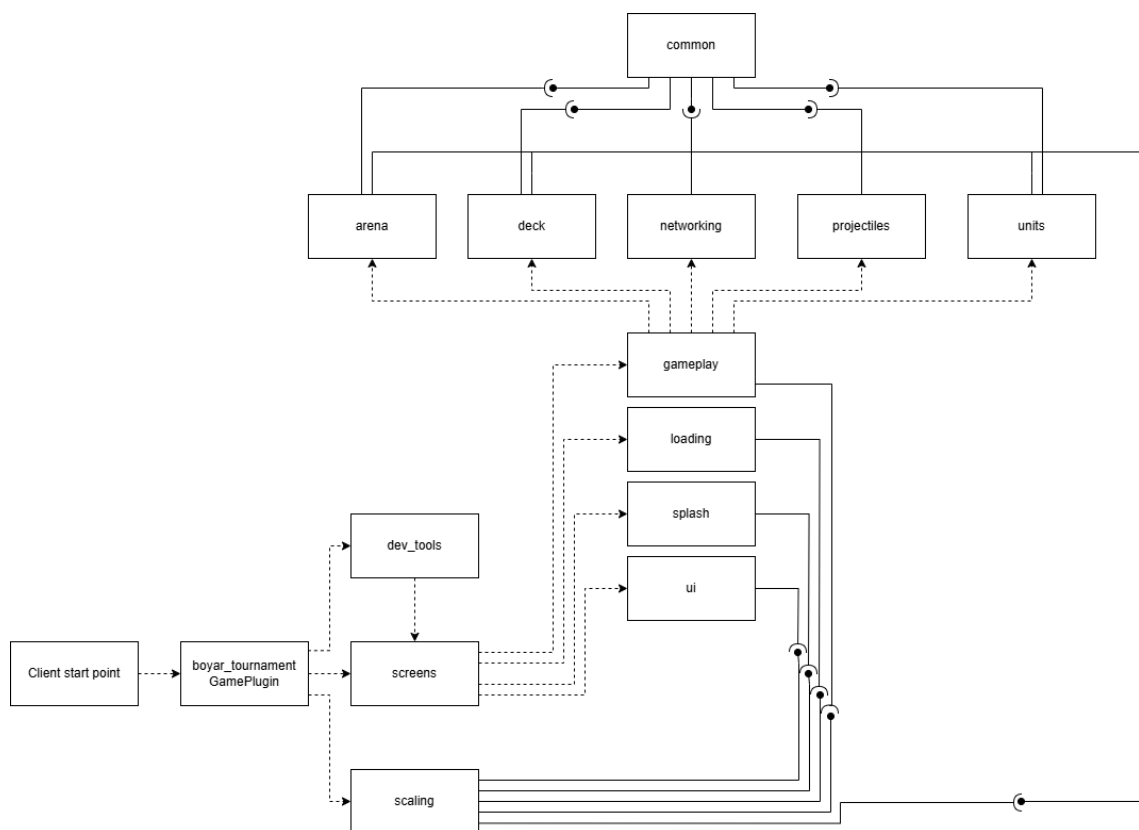 common
arena
deck
networking
projectiles
units
gameplay
loading
splash
dev_tools
ui
Client start point
boyar_tournament
GamePlugin
screens
scaling